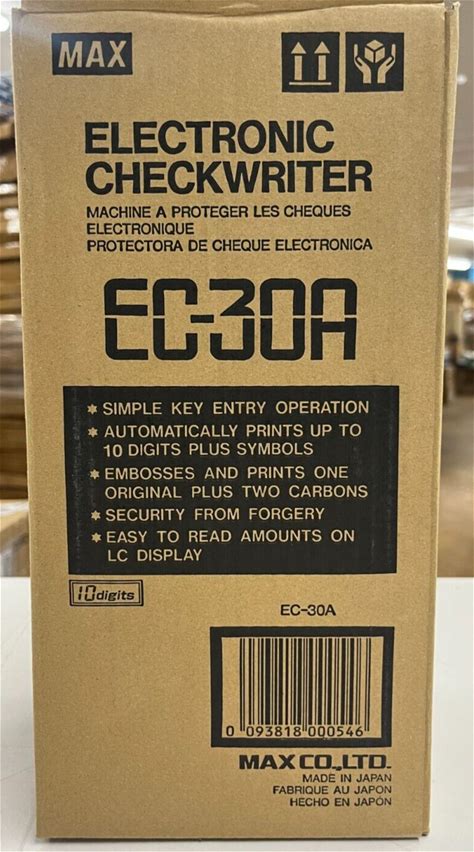 MAX
ELECTRONIC
CHECKWRITER
MACHINE A PROTEGER LES CHEQUES
ELECTRONIQUE
PROTECTORA DE CHEQUE ELECTRONICA
EC-30A
* SIMPLE KEY ENTRY OPERATION
* AUTOMATICALLY PRINTS UP TO
10 DIGITS PLUS SYMBOLS
* EMBOSSES AND PRINTS ONE
ORIGINAL PLUS TWO CARBONS
* SECURITY FROM FORGERY
* EASY TO READ AMOUNTS ON
LC DISPLAY
10digits
EC-30A
0 093818 000546
MAX CO.,LTD.
MADE IN JAPAN
FABRIQUE AU JAPON
HECHO EN JAPÓN